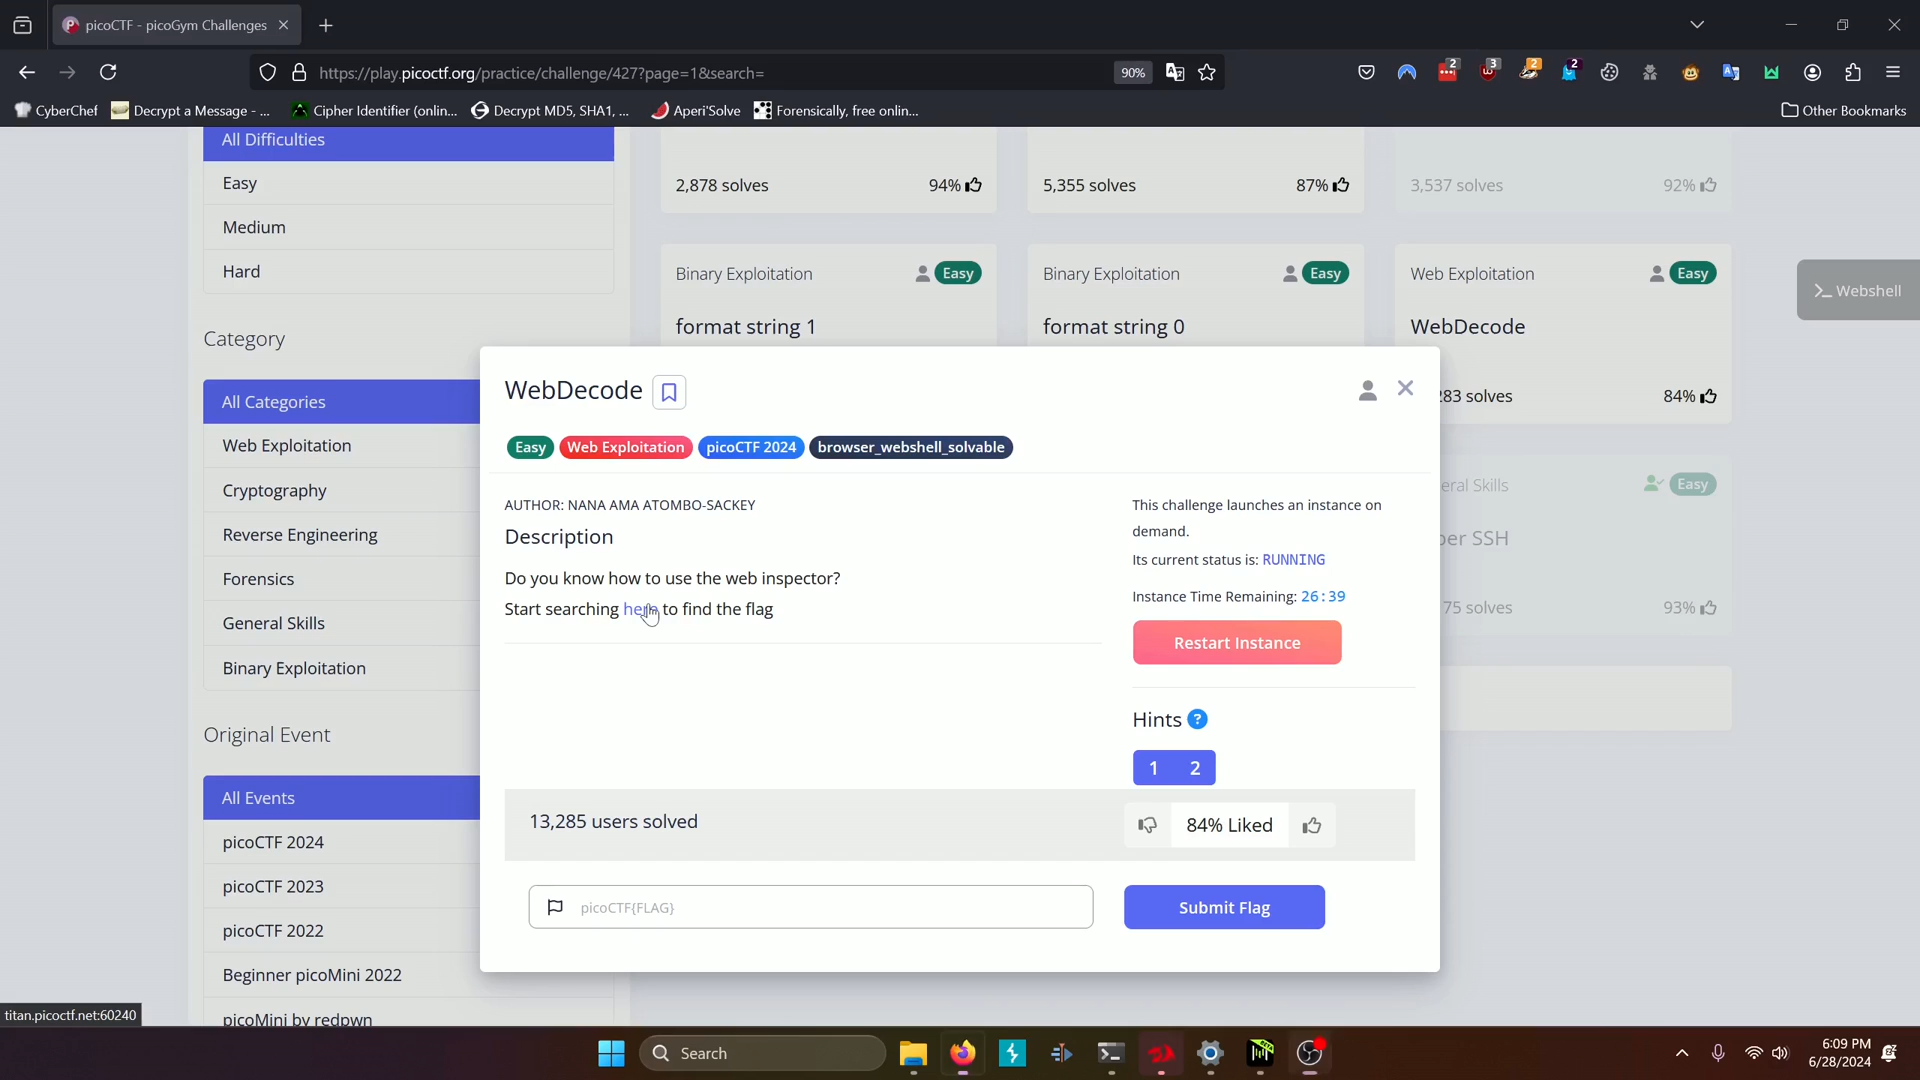 picoCTF - picoGym Challenges
https://play.picoctf.org/practice/challenge/427?page=1&search=
90%
2
3
2
2
CyberChef
Decrypt a Message - ...
Cipher Identifier (onlin...
Decrypt MD5, SHA1, ...
Aperi'Solve
Forensically, free onlin...
Other Bookmarks
All Difficulties
Easy
Medium
Hard
Category
All Categories
Web Exploitation
Cryptography
Reverse Engineering
Forensics
General Skills
Binary Exploitation
Original Event
All Events
picoCTF 2024
picoCTF 2023
picoCTF 2022
Beginner picoMini 2022
picoMini by redpwn
2,878 solves 94%
5,355 solves 87%
3,537 solves 92%
Binary Exploitation Easy
format string 1
Binary Exploitation Easy
format string 0
Web Exploitation Easy
WebDecode
283 solves 84%
eral Skills Easy
per SSH
75 solves 93%
>_ Webshell
WebDecode
Easy Web Exploitation picoCTF 2024 browser_webshell_solvable
AUTHOR: NANA AMA ATOMBO-SACKEY
Description
Do you know how to use the web inspector?
Start searching here to find the flag
This challenge launches an instance on
demand.
Its current status is: RUNNING
Instance Time Remaining: 26:39
Restart Instance
Hints ?
1 2
13,285 users solved
84% Liked
picoCTF{FLAG}
Submit Flag
titan.picoctf.net:60240
Search
6:09 PM
6/28/2024